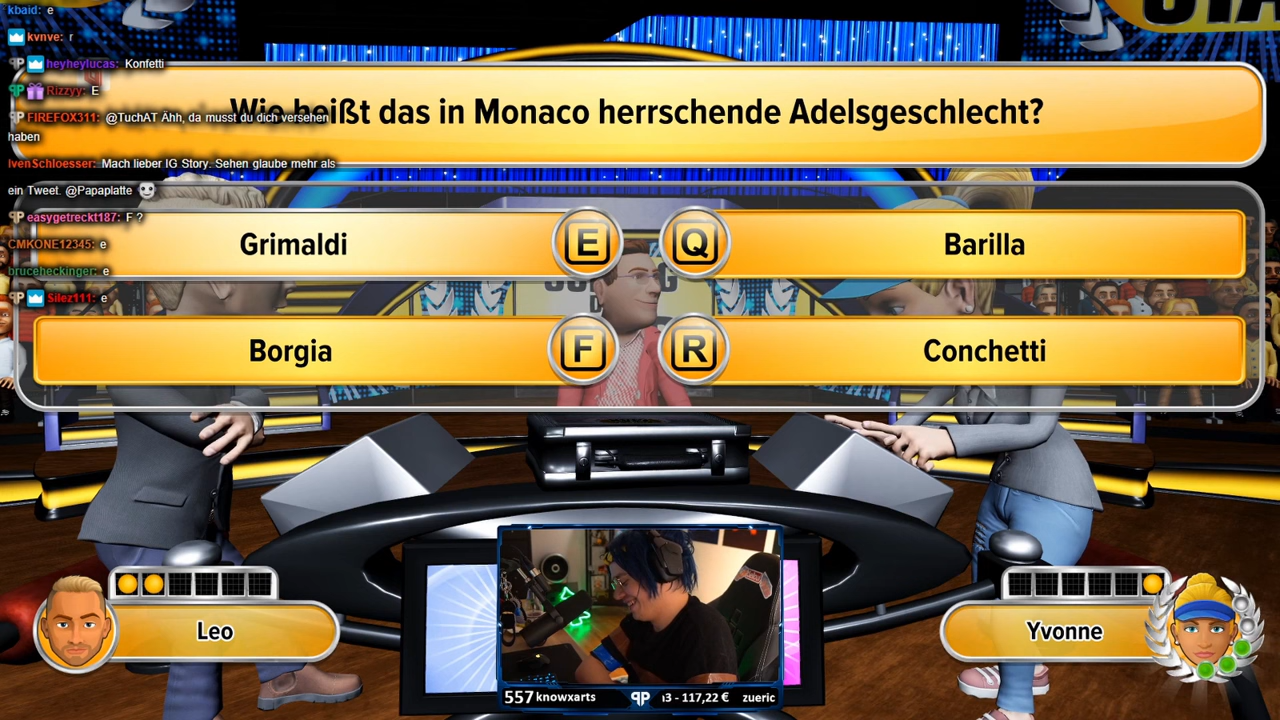 kbaid: e
kvnve: r
heyheylucas: Konfetti
Rizzyy: E
FIREFOX311: @TuchAT Ähh, da musst du dich versehen
haben
IvenSchloesser: Mach lieber IG Story. Sehen glaube mehr als
ein Tweet. @Papaplatte
easygetreckt187: F ?
CMKONE12345: e
bruceheckinger: e
Silez111: e
Wie heißt das in Monaco herrschende Adelsgeschlecht?
Grimaldi E
Q Barilla
Borgia F
R Conchetti
Leo
Yvonne
557 knowxarts PP 13 - 117,22 € zueric